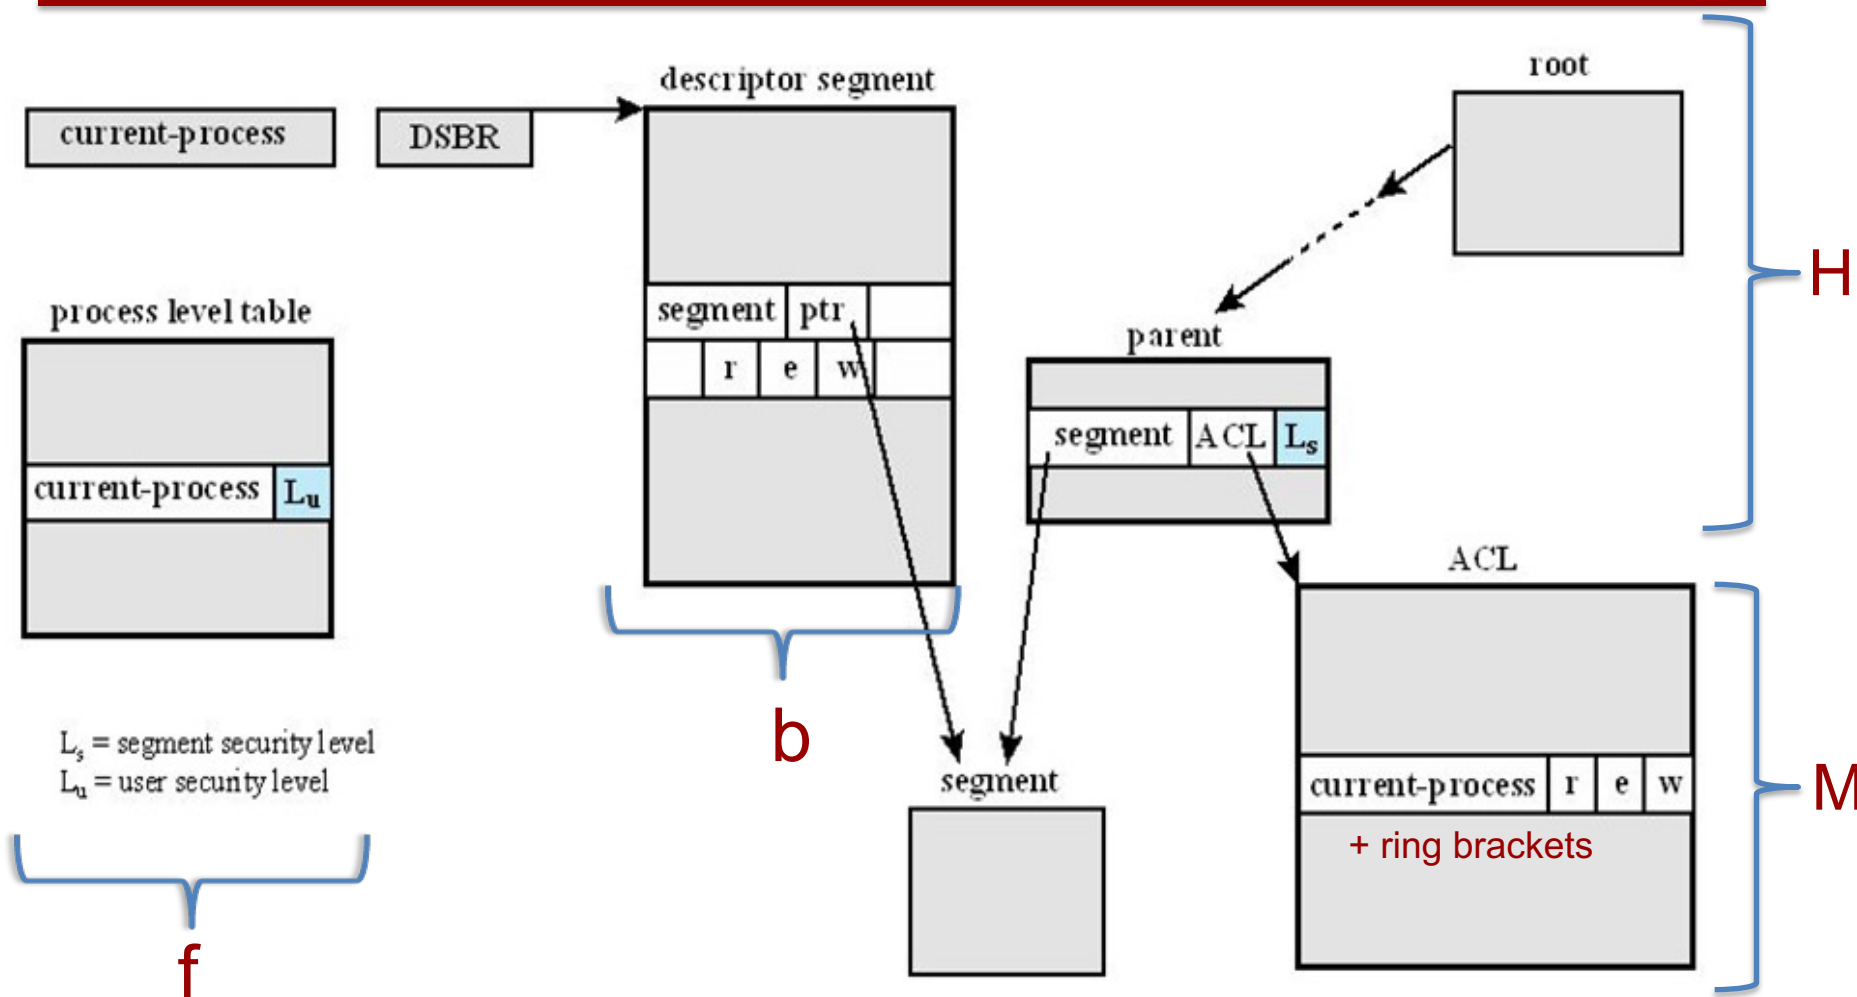 current-process
DSBR
descriptor segment
root
H
process level table
segment ptr
r e w
parent
segment ACL Ls
current-process Lu
ACL
b
Ls = segment security level
Lu = user security level
segment
current-process r e w
M
+ ring brackets
f